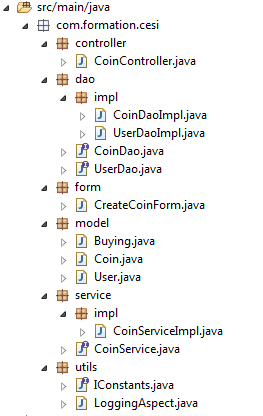 src/main/java
com.formation.cesi
controller
CoinController.java
dao
impl
CoinDaoImpl.java
UserDaoImpl.java
CoinDao.java
UserDao.java
form
CreateCoinForm.java
model
Buying.java
Coin.java
User.java
service
impl
CoinServiceImpl.java
CoinService.java
utils
IConstants.java
LoggingAspect.java